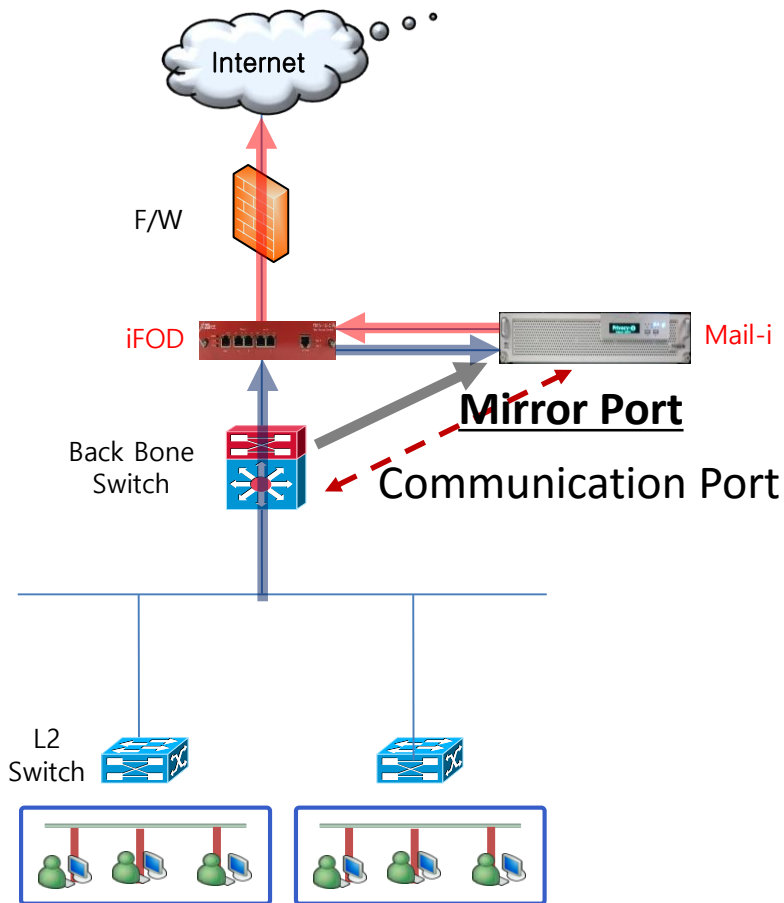 Internet
F/W
iFOD
Mail-i
Mirror Port
Back Bone
Switch
Communication Port
L2
Switch